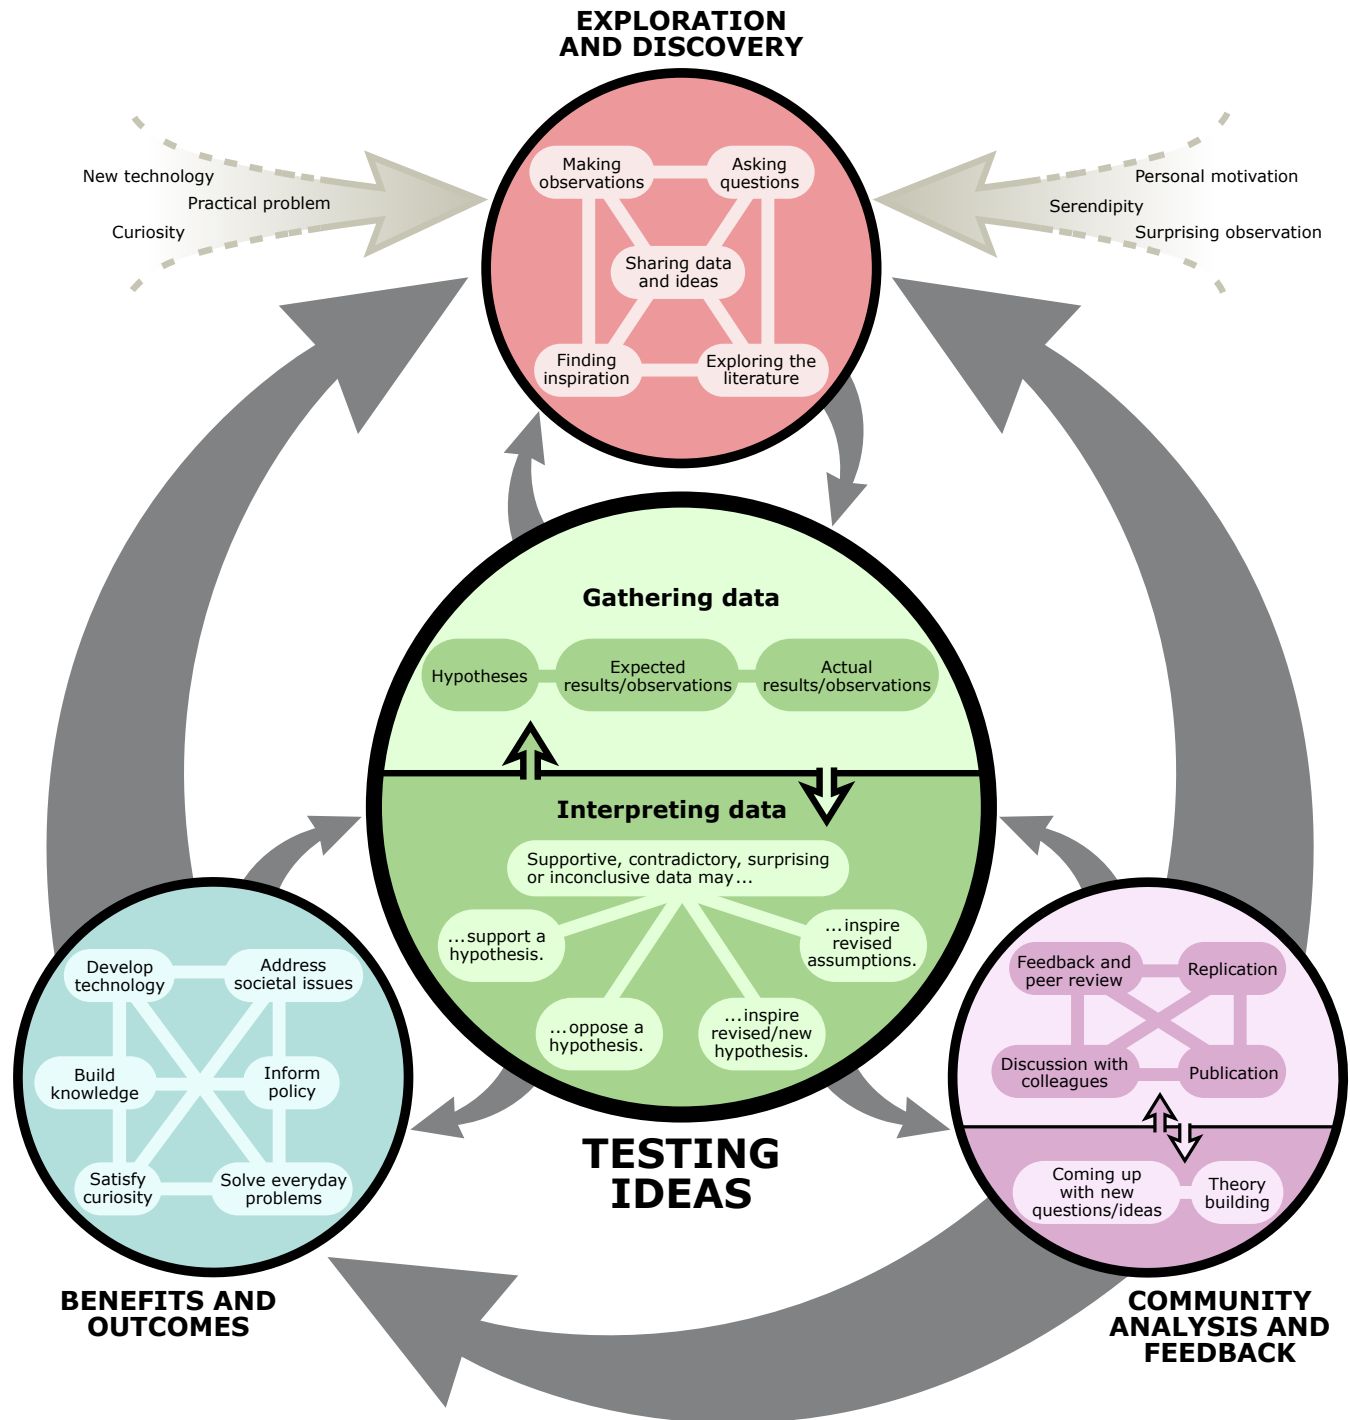 EXPLORATION
AND DISCOVERY
Making
observations
Asking
questions
Sharing data
and ideas
Finding
inspiration
Exploring the
literature
New technology
Practical problem
Curiosity
Personal motivation
Serendipity
Surprising observation
Gathering data
Hypotheses
Expected
results/observations
Actual
results/observations
Interpreting data
Supportive, contradictory, surprising
or inconclusive data may…
…support a
hypothesis.
…oppose a
hypothesis.
…inspire
revised/new
hypothesis.
…inspire
revised
assumptions.
TESTING
IDEAS
Develop
technology
Address
societal issues
Build
knowledge
Inform
policy
Satisfy
curiosity
Solve everyday
problems
BENEFITS AND
OUTCOMES
Feedback and
peer review
Replication
Discussion with
colleagues
Publication
Coming up
with new
questions/ideas
Theory
building
COMMUNITY
ANALYSIS AND
FEEDBACK